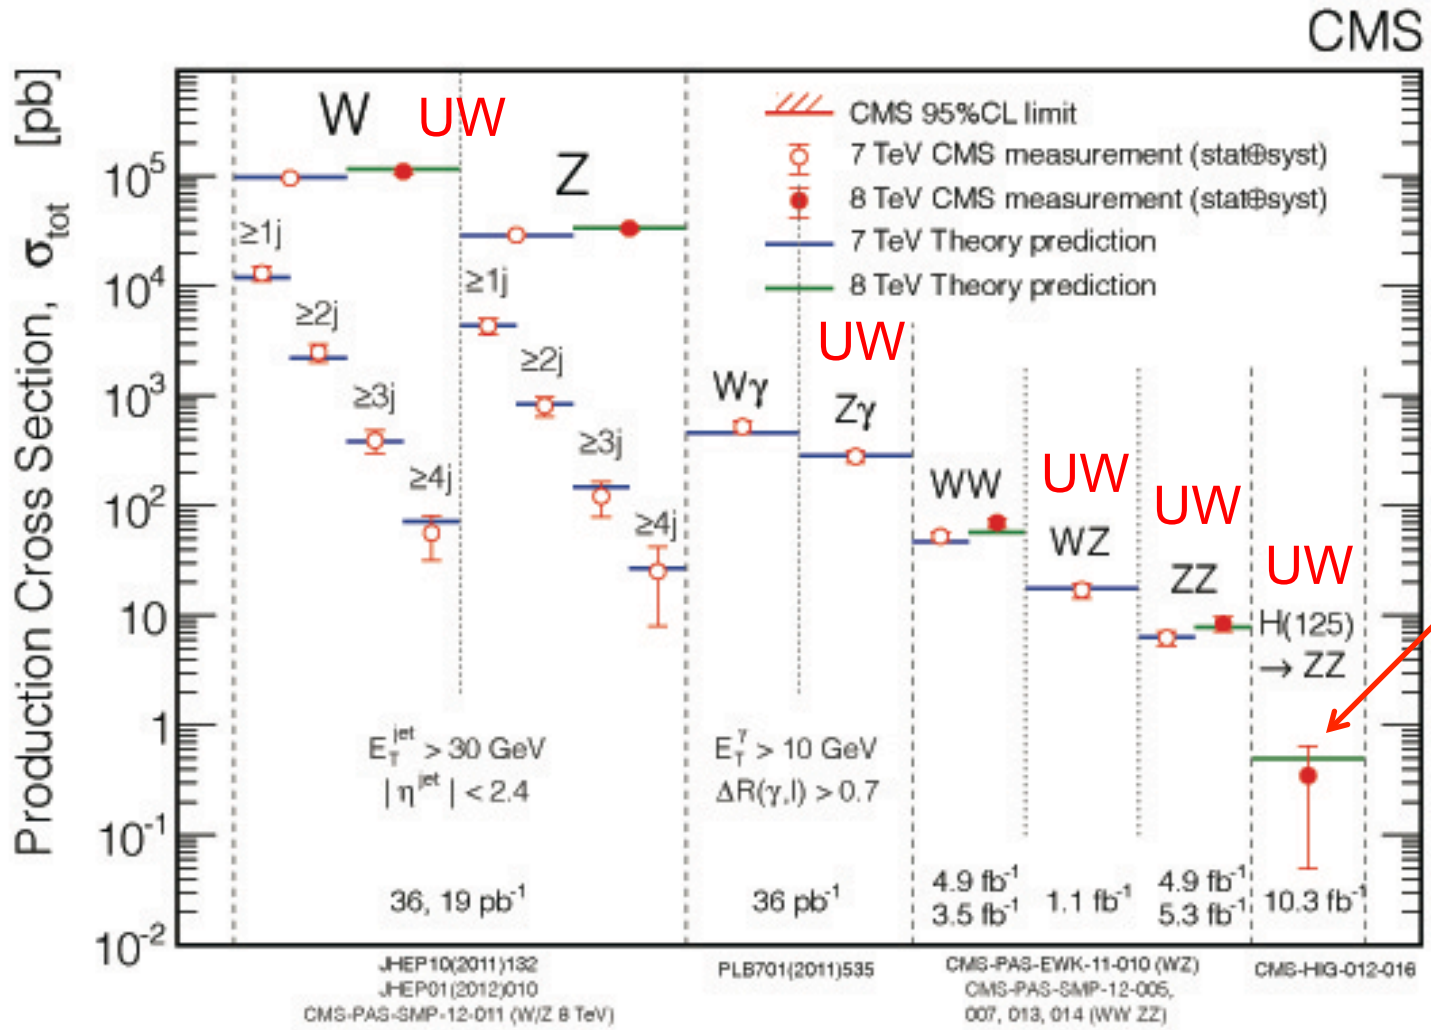 CMS
Production Cross Section, σtot [pb]
10^5
10^4
10^3
10^2
10
1
10^-1
10^-2
W
UW
Z
CMS 95%CL limit
7 TeV CMS measurement (stat⊕syst)
8 TeV CMS measurement (stat⊕syst)
7 TeV Theory prediction
8 TeV Theory prediction
≥1j
≥2j
≥3j
≥4j
≥1j
≥2j
≥3j
≥4j
Wγ
UW
Zγ
WW
UW
WZ
UW
ZZ
UW
H(125)
→ ZZ
E_T^jet > 30 GeV
| η^jet | < 2.4
E_T^γ > 10 GeV
ΔR(γ,l) > 0.7
36, 19 pb^-1
36 pb^-1
4.9 fb^-1
3.5 fb^-1
1.1 fb^-1
4.9 fb^-1
5.3 fb^-1
10.3 fb^-1
JHEP10(2011)132
JHEP01(2012)010
CMS-PAS-SMP-12-011 (W/Z 8 TeV)
PLB701(2011)535
CMS-PAS-EWK-11-010 (WZ)
CMS-PAS-SMP-12-005,
007, 013, 014 (WW ZZ)
CMS-HIG-012-016